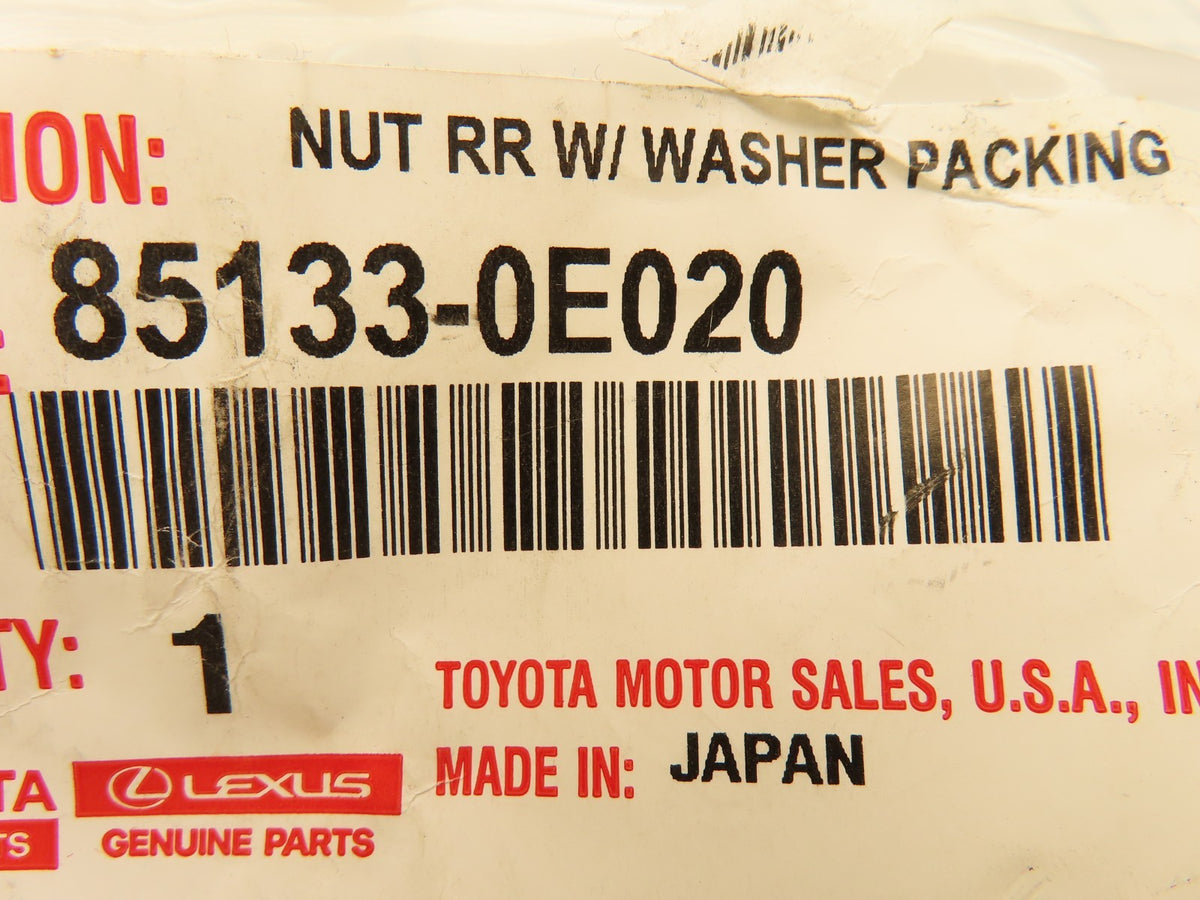 ION: NUT RR W/ WASHER PACKING
85133-0E020
TY: 1
TOYOTA MOTOR SALES, U.S.A., IN
MADE IN: JAPAN
TA LEXUS
TS GENUINE PARTS